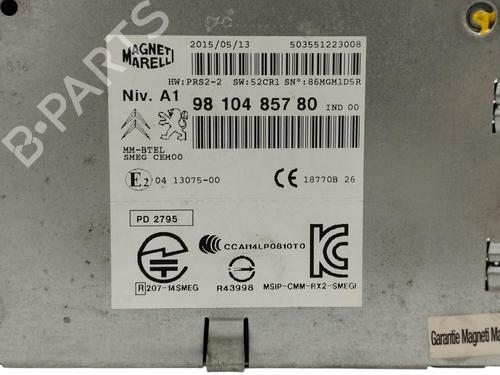 MAGNETI
MARELLI
2015/05/13
503551223008
HW:PRS2-2 SW:52CR1 SN°:86MGM1D5R
Niv. A1
98 104 857 80 IND 00
MM-BTEL
SMEG CEM00
E2 04 13075-00
CE 18770B 26
PD 2795
CCAI14LP0810T0
R 207-14SMEG
R43998
MSIP-CMM-RX2-SMEGI
Garantie Magneti Ma
B-PARTS